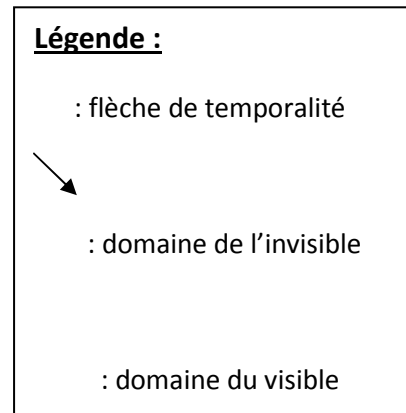 Légende :
: flèche de temporalité
: domaine de l’invisible
: domaine du visible